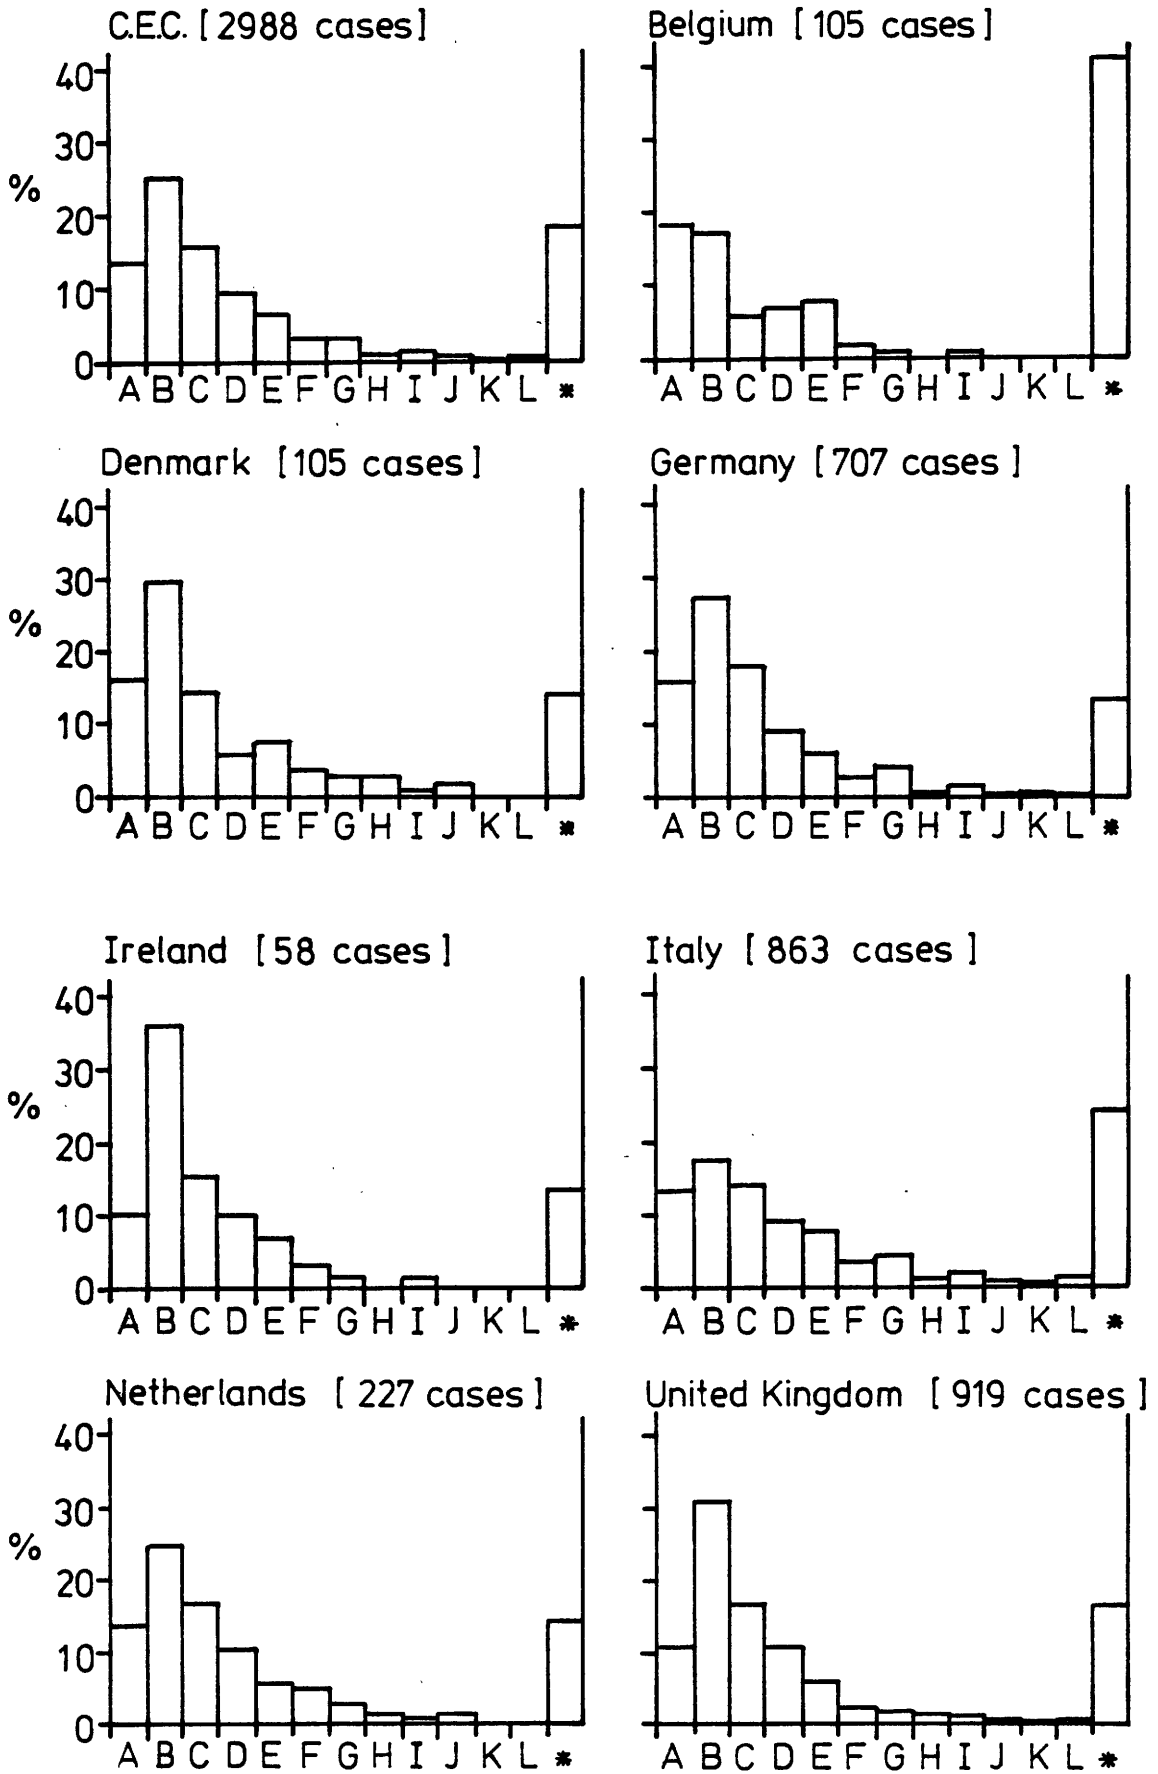 C.E.C. [ 2988 cases]
Belgium [ 105 cases]
40
30
%
20
10
0
A B C D E F G H I J K L *
A B C D E F G H I J K L *
Denmark [105 cases]
Germany [ 707 cases ]
40
30
%
20
10
0
A B C D E F G H I J K L *
A B C D E F G H I J K L *
Ireland [58 cases]
Italy [ 863 cases ]
40
30
%
20
10
0
A B C D E F G H I J K L *
A B C D E F G H I J K L *
Netherlands [ 227 cases ]
United Kingdom [ 919 cases ]
40
30
%
20
10
0
A B C D E F G H I J K L *
A B C D E F G H I J K L *